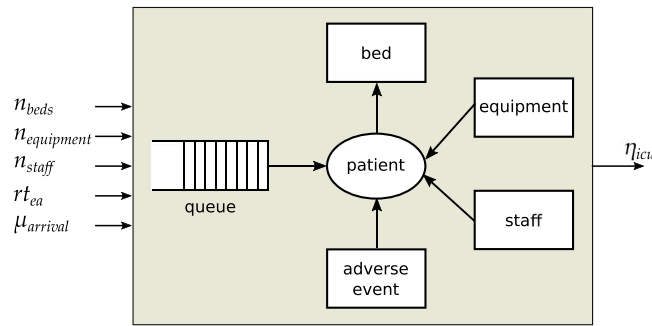 bed
n_beds
equipment
n_equipment
n_staff
patient
η_icu
rt_ea
queue
μ_arrival
staff
adverse
event